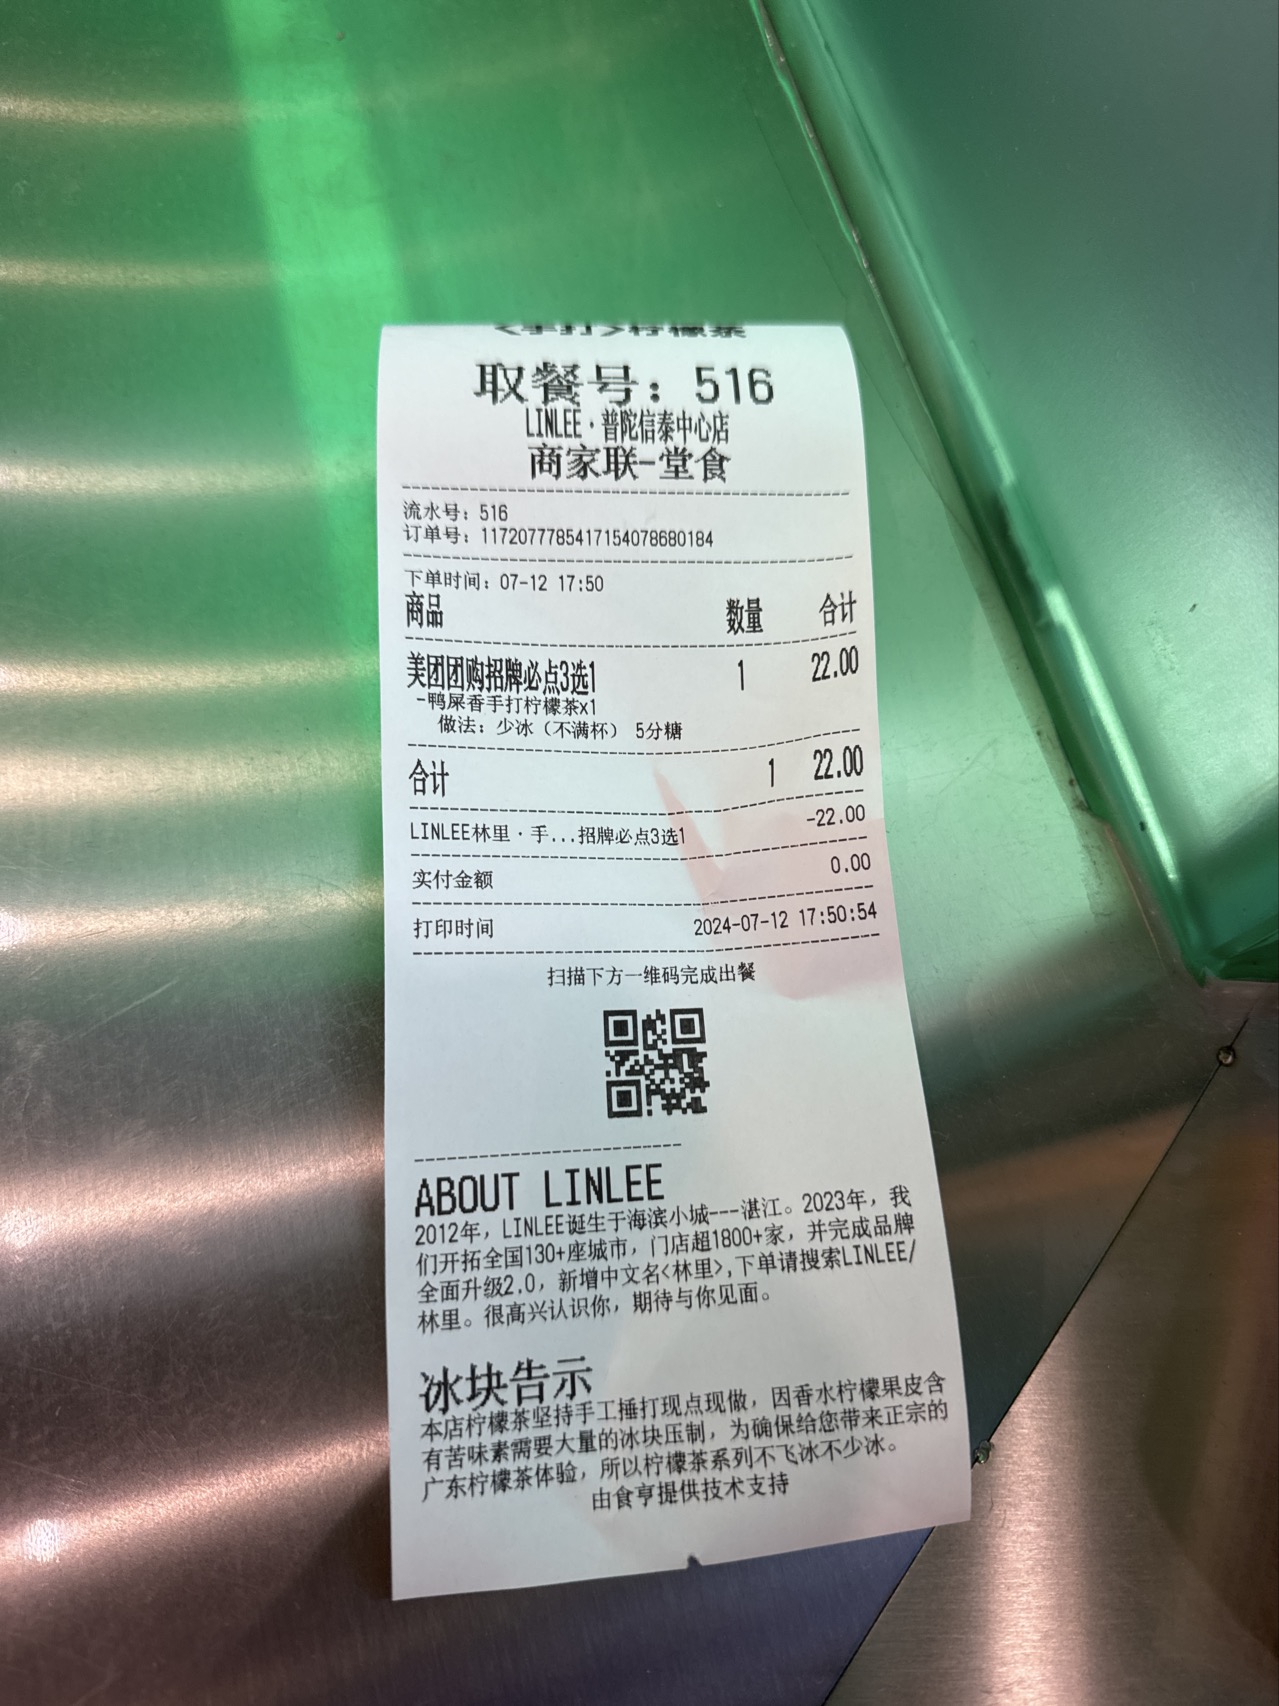 <手打>柠檬茶
取餐号：516
LINLEE·普陀信泰中心店
商家联-堂食
流水号：516
订单号：11720777854171540786​80184
下单时间：07-12 17:50
商品 数量 合计
美团团购招牌必点3选1 1 22.00
-鸭屎香手打柠檬茶x1
做法：少冰（不满杯） 5分糖
合计 1 22.00
LINLEE林里·手...招牌必点3选1 -22.00
实付金额 0.00
打印时间 2024-07-12 17:50:54
扫描下方一维码完成出餐
ABOUT LINLEE
2012年，LINLEE诞生于海滨小城---湛江。2023年，我
们开拓全国130+座城市，门店超1800+家，并完成品牌
全面升级2.0，新增中文名<林里>,下单请搜索LINLEE/
林里。很高兴认识你，期待与你见面。
冰块告示
本店柠檬茶坚持手工捶打现点现做，因香水柠檬果皮含
有苦味素需要大量的冰块压制，为确保给您带来正宗的
广东柠檬茶体验，所以柠檬茶系列不飞冰不少冰。
由食亨提供技术支持